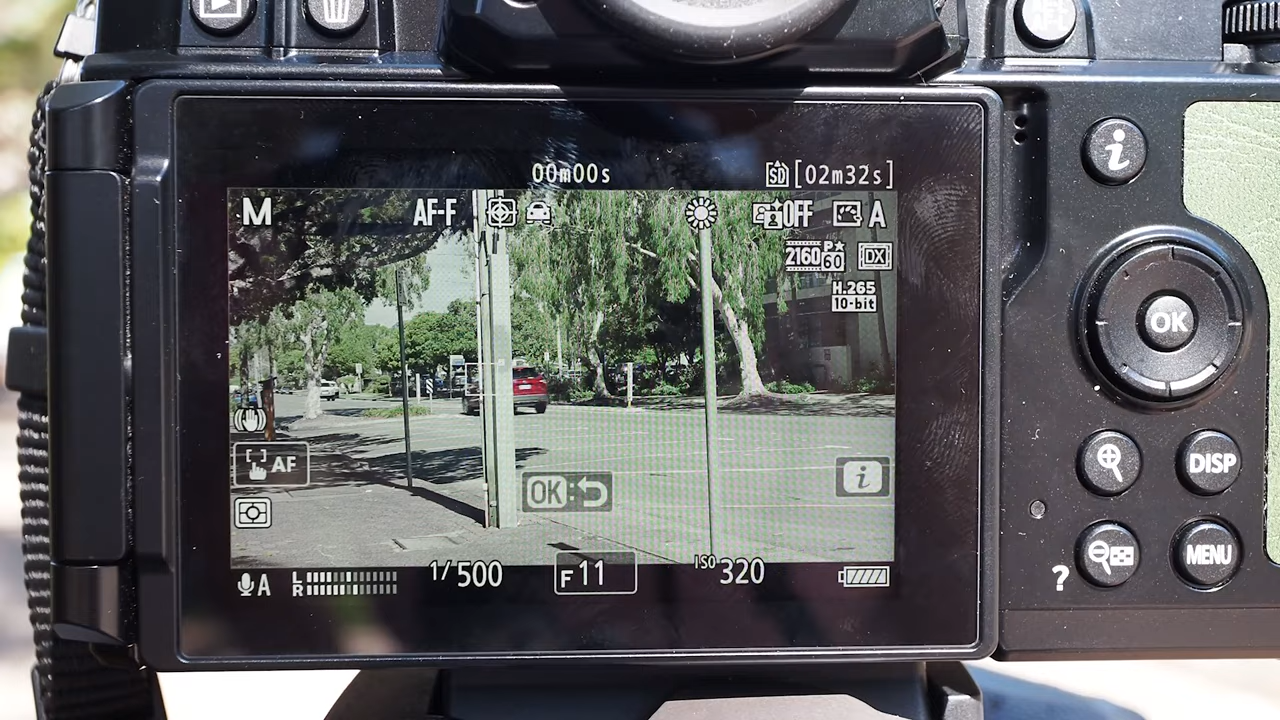 00m00s [02m32s]
SD
M AF-F OFF A
2160 P★ 60 DX
H.265
10-bit
AF
OK
i
A L R 1/500 F11 ISO 320
i
OK
DISP
MENU
?